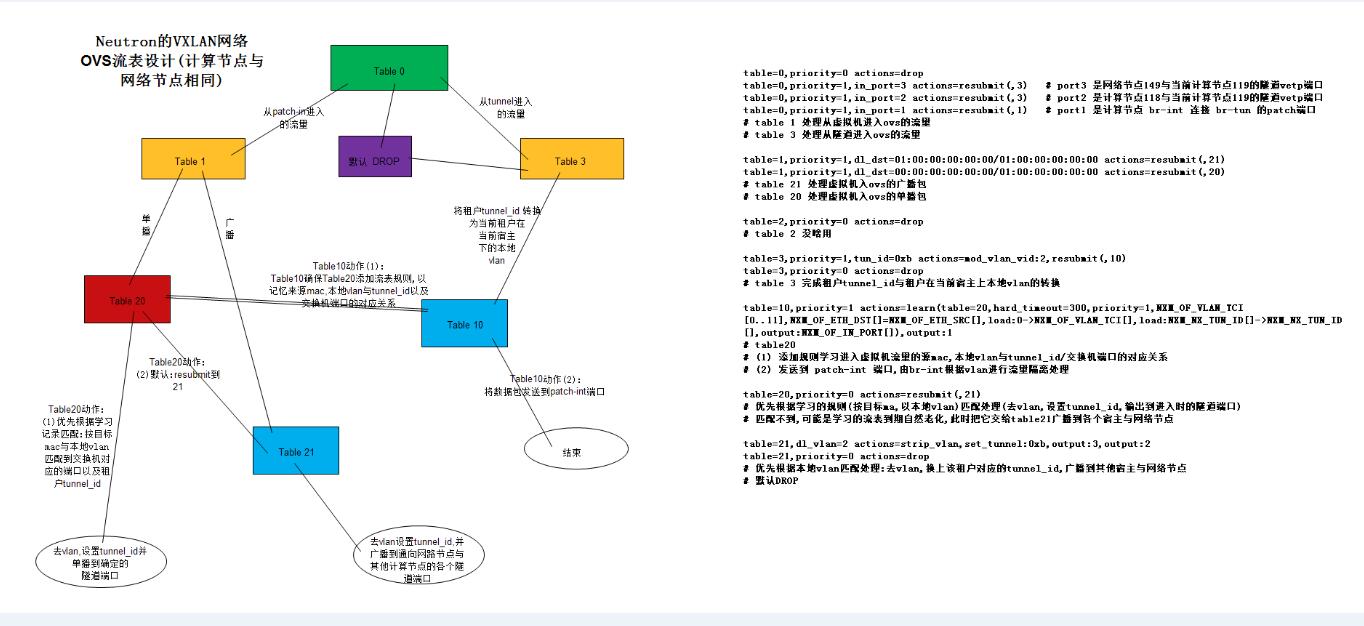 Neutron的VXLAN网络
OVS流表设计(计算节点与
网络节点相同)
Table 0
从patch-in进入
的流量
从tunnel进入
的流量
Table 1
默认 DROP
Table 3
单
播
广
播
将租户tunnel_id 转换
为当前租户在
当前宿主
下的本地
vlan
Table10动作(1):
Table10确保Table20添加流表规则,以
记忆来源mac,本地vlan与tunnel_id以及
交换机端口的对应关系
Table 20
Table 10
Table20动作:
(2)默认:resubmit到
21
Table10动作(2):
将数据包发送到patch-int端口
Table20动作:
(1)优先根据学习
记录匹配:按目标
mac与本地vlan
匹配到交换机对
应的端口以及租
户tunnel_id
Table 21
结束
去vlan,设置tunnel_id并
单播到确定的
隧道端口
去vlan设置tunnel_id,并
广播到通向网路节点与
其他计算节点的各个隧
道端口
table=0,priority=0 actions=drop
table=0,priority=1,in_port=3 actions=resubmit(,3) # port3 是网络节点149与当前计算节点119的隧道vetp端口
table=0,priority=1,in_port=2 actions=resubmit(,3) # port2 是计算节点118与当前计算节点119的隧道vetp端口
table=0,priority=1,in_port=1 actions=resubmit(,1) # port1 是计算节点 br-int 连接 br-tun 的patch端口
# table 1 处理从虚拟机进入ovs的流量
# table 3 处理从隧道进入ovs的流量
table=1,priority=1,dl_dst=01:00:00:00:00:00/01:00:00:00:00:00 actions=resubmit(,21)
table=1,priority=1,dl_dst=00:00:00:00:00:00/01:00:00:00:00:00 actions=resubmit(,20)
# table 21 处理虚拟机入ovs的广播包
# table 20 处理虚拟机入ovs的单播包
table=2,priority=0 actions=drop
# table 2 没啥用
table=3,priority=1,tun_id=0xb actions=mod_vlan_vid:2,resubmit(,10)
table=3,priority=0 actions=drop
# table 3 完成租户tunnel_id与租户在当前宿主上本地vlan的转换
table=10,priority=1 actions=learn(table=20,hard_timeout=300,priority=1,NXM_OF_VLAN_TCI
[0..11],NXM_OF_ETH_DST[]=NXM_OF_ETH_SRC[],load:0->NXM_OF_VLAN_TCI[],load:NXM_NX_TUN_ID[]->NXM_NX_TUN_ID
[],output:NXM_OF_IN_PORT[]),output:1
# table20
# (1) 添加规则学习进入虚拟机流里的源mac,本地vlan与tunnel_id/交换机端口的对应关系
# (2) 发送到 patch-int 端口,由br-int根据vlan进行流量隔离处理
table=20,priority=0 actions=resubmit(,21)
# 优先根据学习的规则(按目标ma,以本地vlan)匹配处理(去vlan,设置tunnel_id,输出到进入时的隧道端口)
# 匹配不到,可能是学习的流表到期自然老化,此时把它交给table21广播到各个宿主与网络节点
table=21,dl_vlan=2 actions=strip_vlan,set_tunnel:0xb,output:3,output:2
table=21,priority=0 actions=drop
# 优先根据本地vlan匹配处理:去vlan,换上该租户对应的tunnel_id,广播到其他宿主与网络节点
# 默认DROP